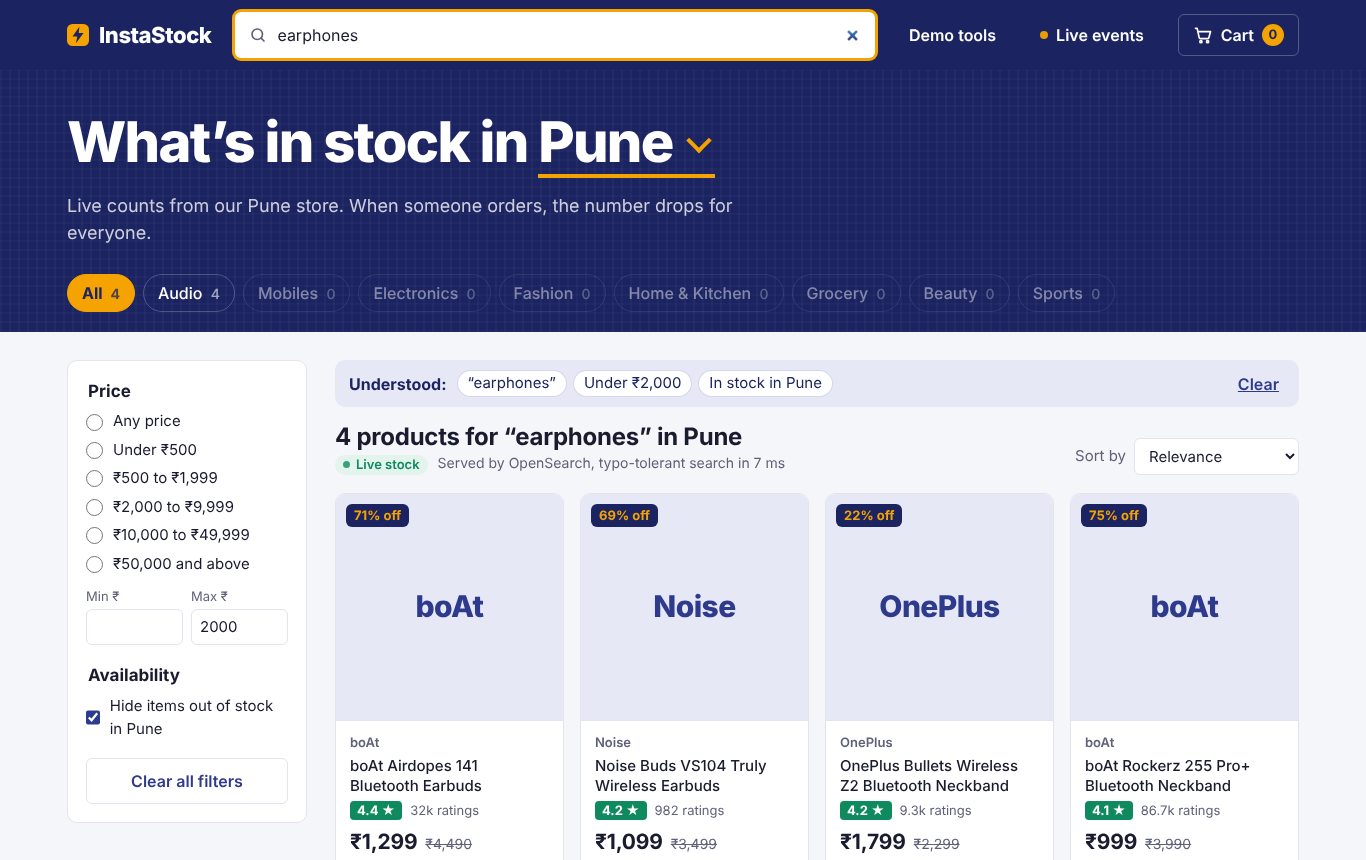 InstaStock
earphones
Demo tools
Live events
Cart 0
What’s in stock in Pune
Live counts from our Pune store. When someone orders, the number drops for
everyone.
All 4
Audio 4
Mobiles 0
Electronics 0
Fashion 0
Home & Kitchen 0
Grocery 0
Beauty 0
Sports 0
Price
Any price
Under ₹500
₹500 to ₹1,999
₹2,000 to ₹9,999
₹10,000 to ₹49,999
₹50,000 and above
Min ₹
Max ₹
2000
Availability
Hide items out of stock
in Pune
Clear all filters
Understood: “earphones” Under ₹2,000 In stock in Pune Clear
4 products for “earphones” in Pune
Live stock Served by OpenSearch, typo-tolerant search in 7 ms
Sort by Relevance
71% off
boAt
boAt
boAt Airdopes 141
Bluetooth Earbuds
4.4 ★ 32k ratings
₹1,299 ₹4,490
69% off
Noise
Noise
Noise Buds VS104 Truly
Wireless Earbuds
4.2 ★ 982 ratings
₹1,099 ₹3,499
22% off
OnePlus
OnePlus
OnePlus Bullets Wireless
Z2 Bluetooth Neckband
4.2 ★ 9.3k ratings
₹1,799 ₹2,299
75% off
boAt
boAt
boAt Rockerz 255 Pro+
Bluetooth Neckband
4.1 ★ 86.7k ratings
₹999 ₹3,990